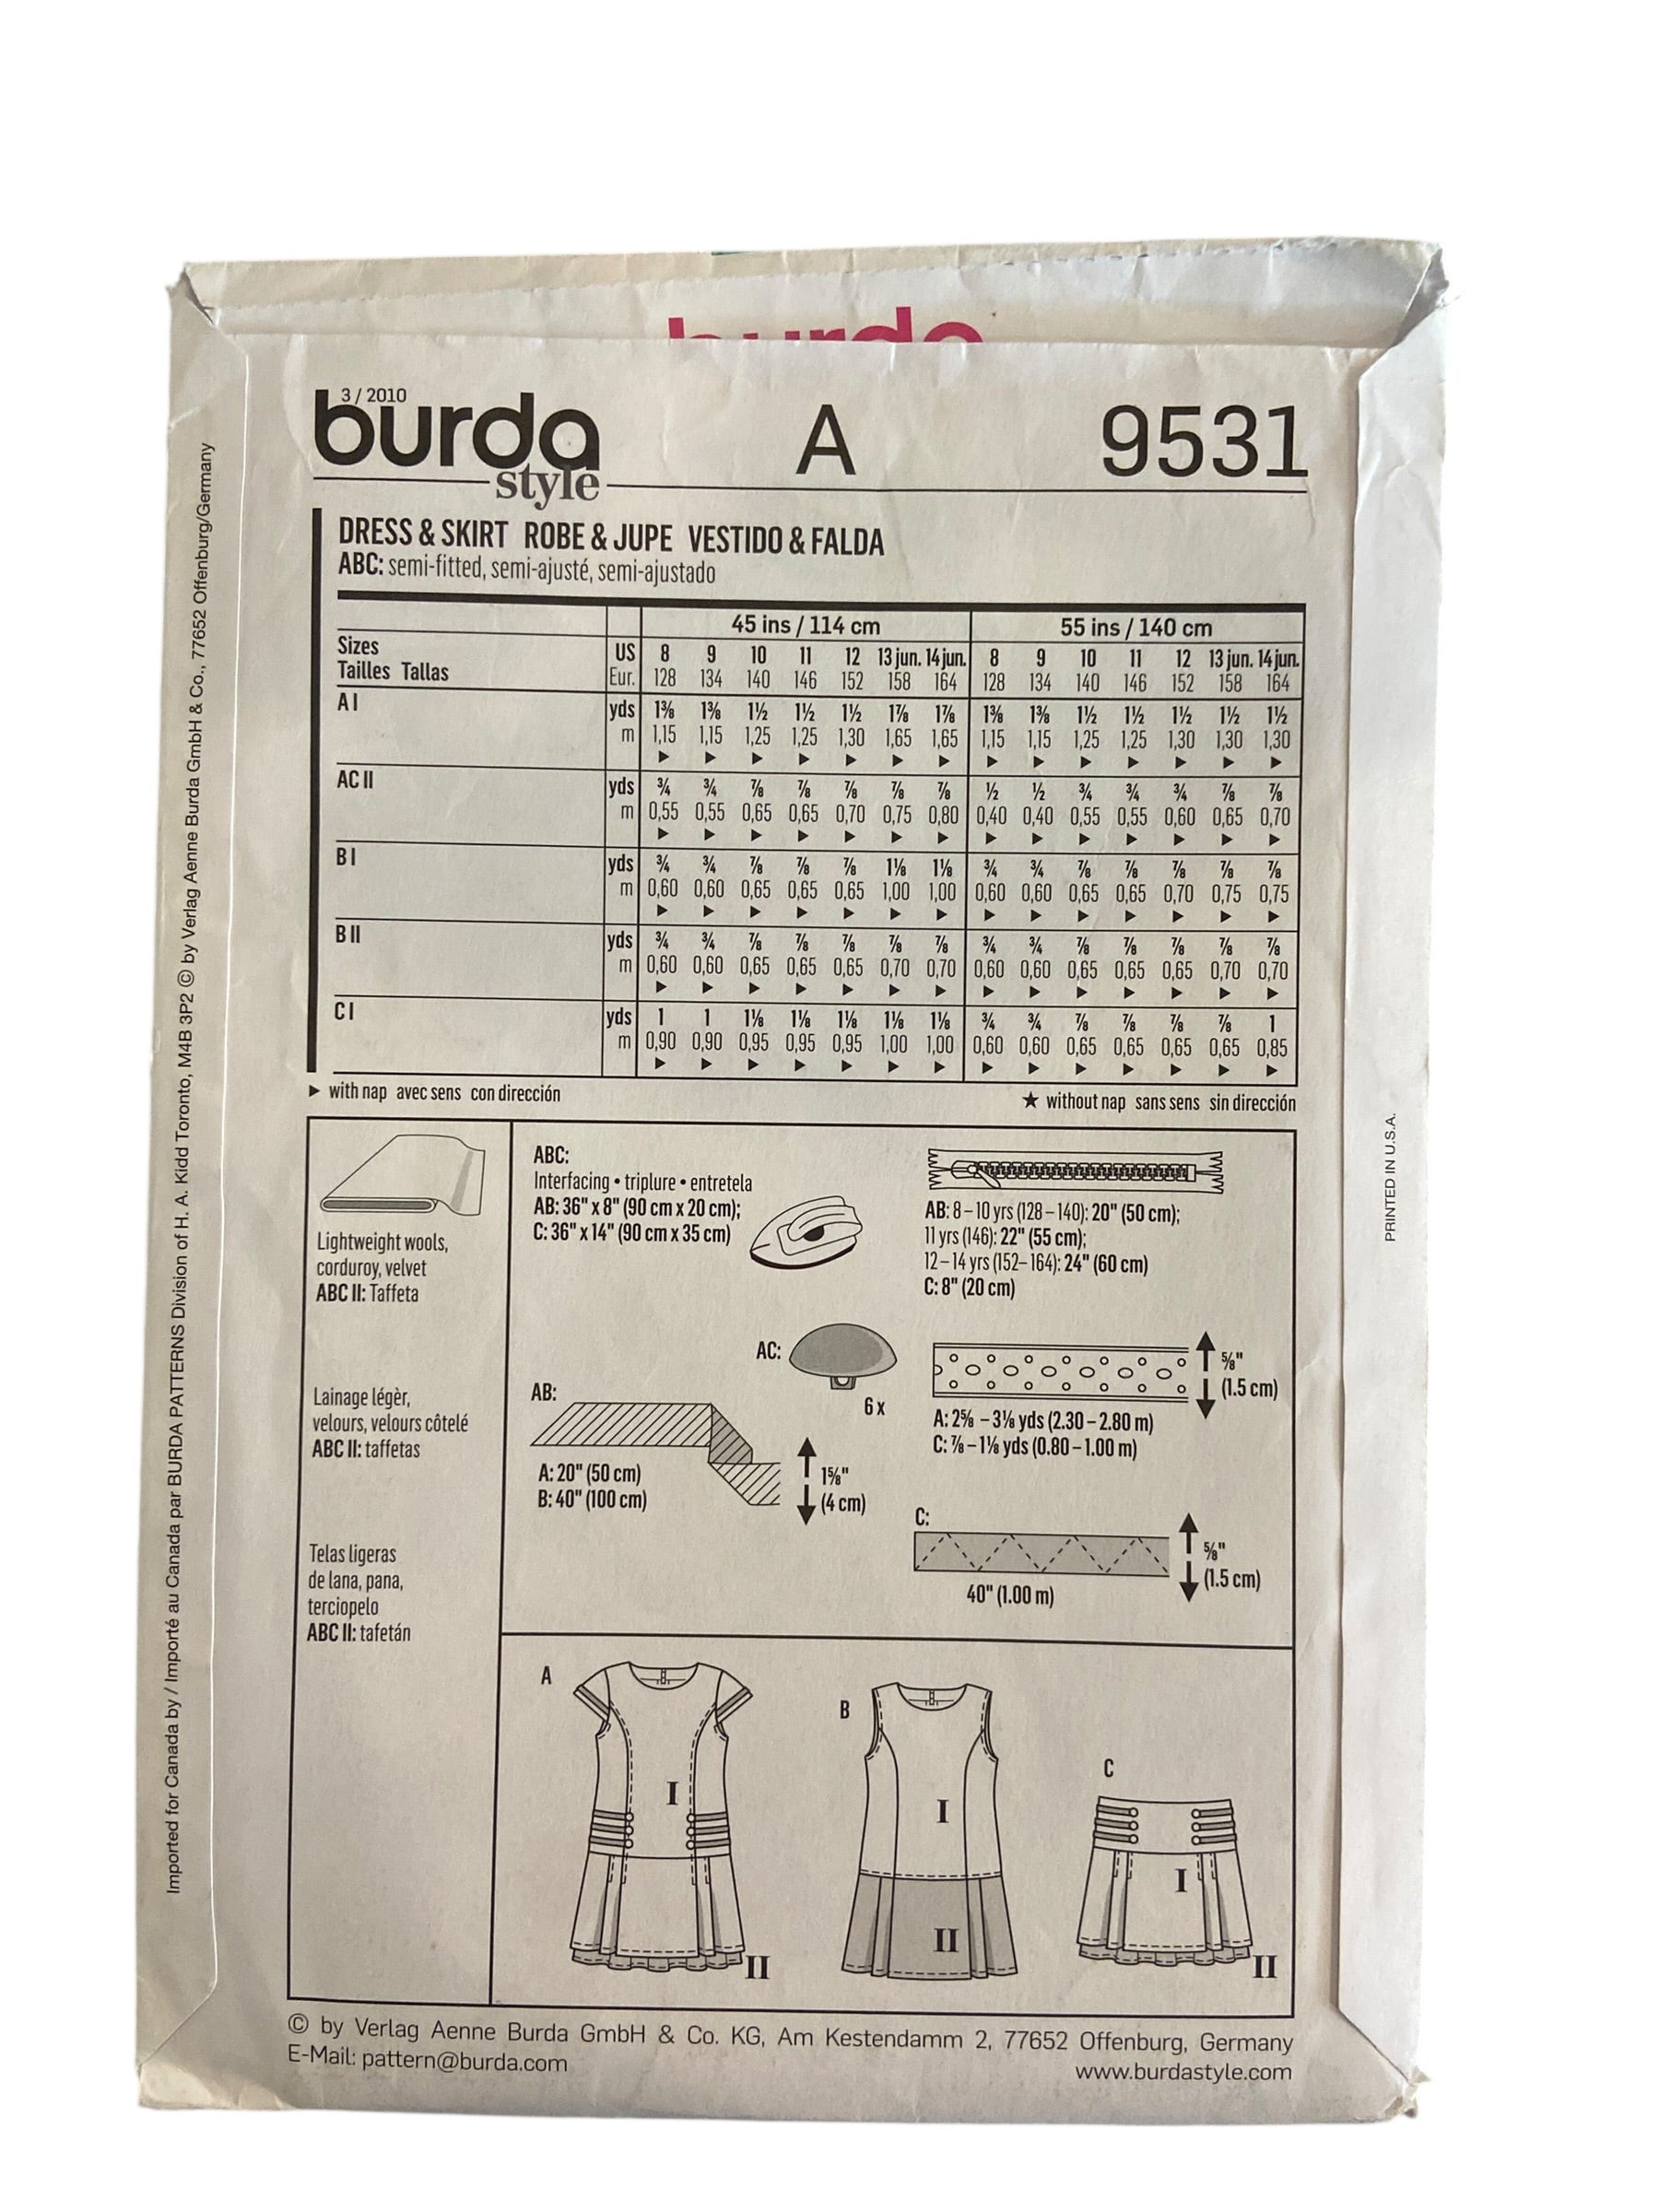 burda
3 / 2010
burda
style
A
9531
DRESS & SKIRT ROBE & JUPE VESTIDO & FALDA
ABC: semi-fitted, semi-ajusté, semi-ajustado
45 ins / 114 cm 55 ins / 140 cm
Sizes US 8 9 10 11 12 13 jun. 14 jun. 8 9 10 11 12 13 jun. 14 jun.
Tailles Tallas Eur. 128 134 140 146 152 158 164 128 134 140 146 152 158 164
A I yds 1⅜ 1⅜ 1½ 1½ 1½ 1⅞ 1⅞ 1⅜ 1⅜ 1½ 1½ 1½ 1½ 1½
m 1,15 1,15 1,25 1,25 1,30 1,65 1,65 1,15 1,15 1,25 1,25 1,30 1,30 1,30
▶ ▶ ▶ ▶ ▶ ▶ ▶ ▶ ▶ ▶ ▶ ▶ ▶ ▶
AC II yds ¾ ¾ ⅞ ⅞ ⅞ ⅞ ⅞ ½ ½ ¾ ¾ ¾ ⅞ ⅞
m 0,55 0,55 0,65 0,65 0,70 0,75 0,80 0,40 0,40 0,55 0,55 0,60 0,65 0,70
▶ ▶ ▶ ▶ ▶ ▶ ▶ ▶ ▶ ▶ ▶ ▶ ▶ ▶
B I yds ¾ ¾ ⅞ ⅞ ⅞ 1⅛ 1⅛ ¾ ¾ ⅞ ⅞ ⅞ ⅞ ⅞
m 0,60 0,60 0,65 0,65 0,65 1,00 1,00 0,60 0,60 0,65 0,65 0,70 0,75 0,75
▶ ▶ ▶ ▶ ▶ ▶ ▶ ▶ ▶ ▶ ▶ ▶ ▶ ▶
B II yds ¾ ¾ ⅞ ⅞ ⅞ ⅞ ⅞ ¾ ¾ ⅞ ⅞ ⅞ ⅞ ⅞
m 0,60 0,60 0,65 0,65 0,65 0,70 0,70 0,60 0,60 0,65 0,65 0,65 0,70 0,70
▶ ▶ ▶ ▶ ▶ ▶ ▶ ▶ ▶ ▶ ▶ ▶ ▶ ▶
C I yds 1 1 1⅛ 1⅛ 1⅛ 1⅛ 1⅛ ¾ ¾ ⅞ ⅞ ⅞ ⅞ 1
m 0,90 0,90 0,95 0,95 0,95 1,00 1,00 0,60 0,60 0,65 0,65 0,65 0,65 0,85
▶ ▶ ▶ ▶ ▶ ▶ ▶ ▶ ▶ ▶ ▶ ▶ ▶ ▶
▶ with nap avec sens con dirección ★ without nap sans sens sin dirección
Lightweight wools,
corduroy, velvet
ABC II: Taffeta
Lainage légèr,
velours, velours côtelé
ABC II: taffetas
Telas ligeras
de lana, pana,
terciopelo
ABC II: tafetán
ABC:
Interfacing • triplure • entretela
AB: 36" x 8" (90 cm x 20 cm);
C: 36" x 14" (90 cm x 35 cm)
AB: 8 – 10 yrs (128 – 140): 20" (50 cm);
11 yrs (146): 22" (55 cm);
12 – 14 yrs (152– 164): 24" (60 cm)
C: 8" (20 cm)
AC:
6 x
⅝"
(1.5 cm)
A: 2⅝ – 3⅛ yds (2.30 – 2.80 m)
C: ⅞ – 1⅛ yds (0.80 – 1.00 m)
AB:
A: 20" (50 cm)
B: 40" (100 cm)
1⅝"
(4 cm)
C:
⅝"
(1.5 cm)
40" (1.00 m)
A
I
II
B
I
II
C
I
II
© by Verlag Aenne Burda GmbH & Co. KG, Am Kestendamm 2, 77652 Offenburg, Germany
E-Mail: pattern@burda.com www.burdastyle.com
Imported for Canada by / Importé au Canada par BURDA PATTERNS Division of H. A. Kidd Toronto, M4B 3P2 © by Verlag Aenne Burda GmbH & Co., 77652 Offenburg/Germany
PRINTED IN U.S.A.